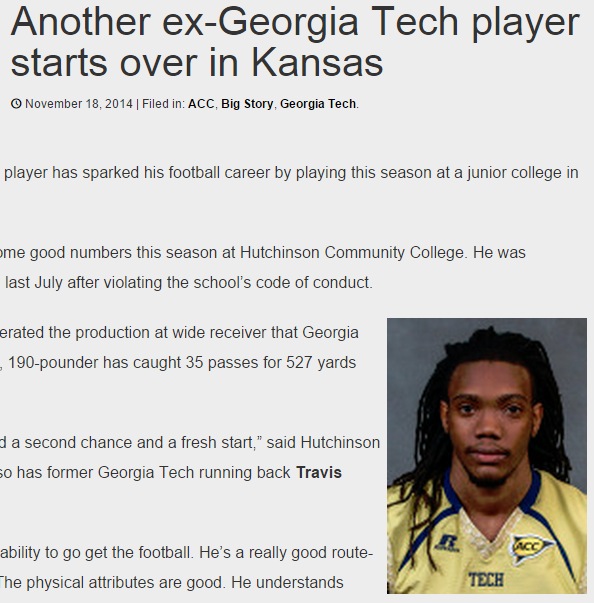 Another ex-Georgia Tech player
starts over in Kansas
November 18, 2014 | Filed in: ACC, Big Story, Georgia Tech.
player has sparked his football career by playing this season at a junior college in
ome good numbers this season at Hutchinson Community College. He was
last July after violating the school's code of conduct.
erated the production at wide receiver that Georgia
, 190-pounder has caught 35 passes for 527 yards
d a second chance and a fresh start,” said Hutchinson
so has former Georgia Tech running back Travis
ability to go get the football. He's a really good route-
The physical attributes are good. He understands
R
ACC
TECH